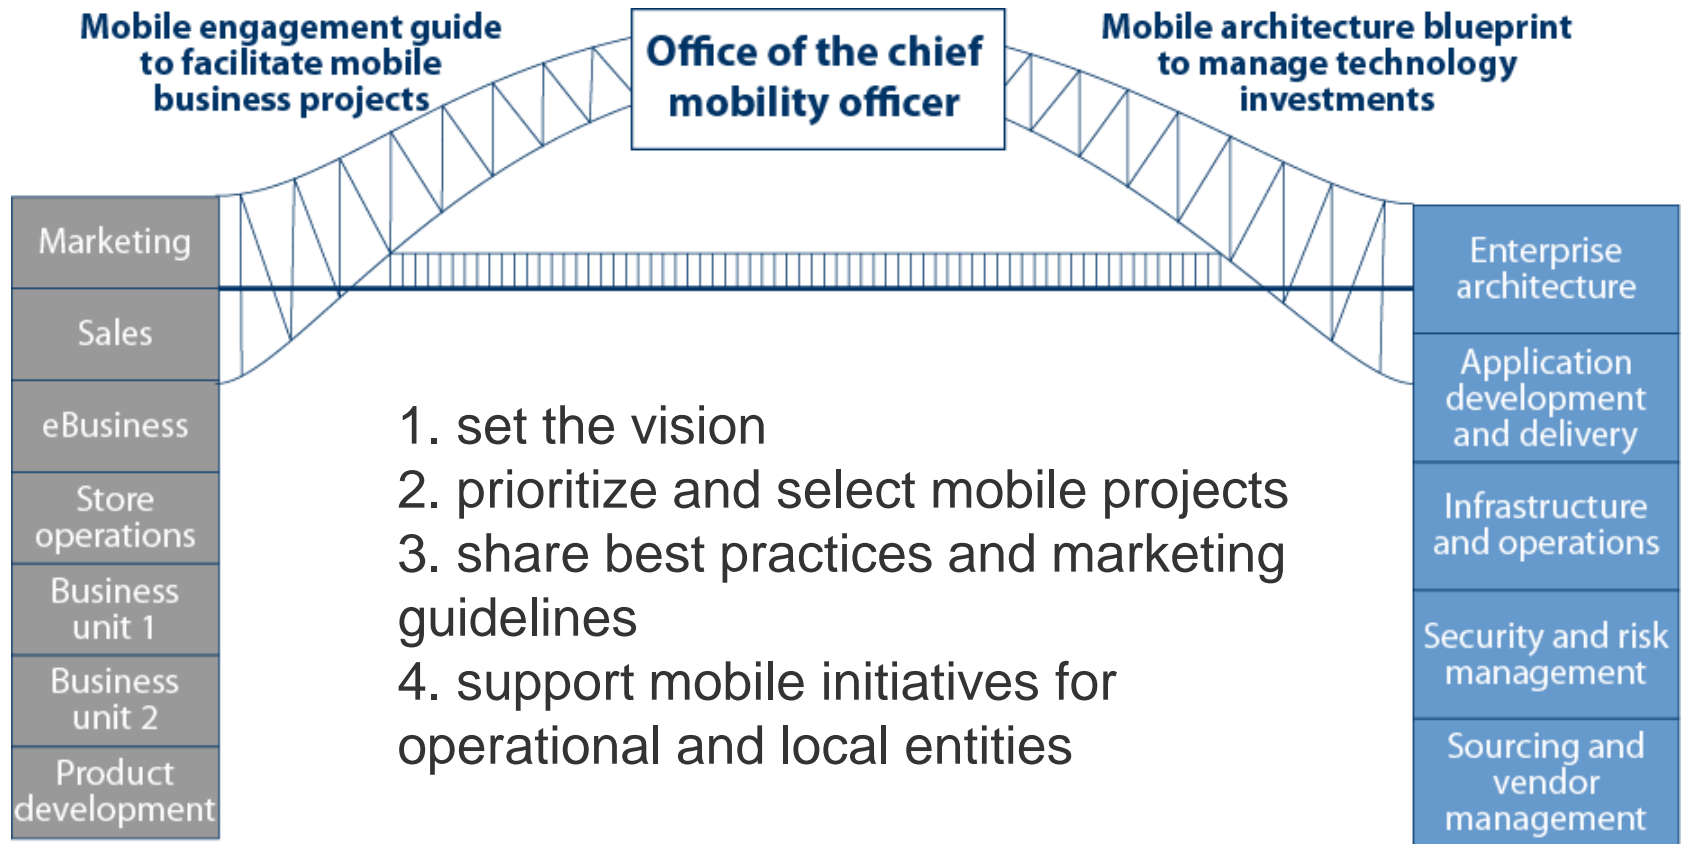 Mobile engagement guide
to facilitate mobile
business projects
Office of the chief
mobility officer
Mobile architecture blueprint
to manage technology
investments
Marketing
Sales
eBusiness
Store
operations
Business
unit 1
Business
unit 2
Product
development
1. set the vision
2. prioritize and select mobile projects
3. share best practices and marketing
guidelines
4. support mobile initiatives for
operational and local entities
Enterprise
architecture
Application
development
and delivery
Infrastructure
and operations
Security and risk
management
Sourcing and
vendor
management